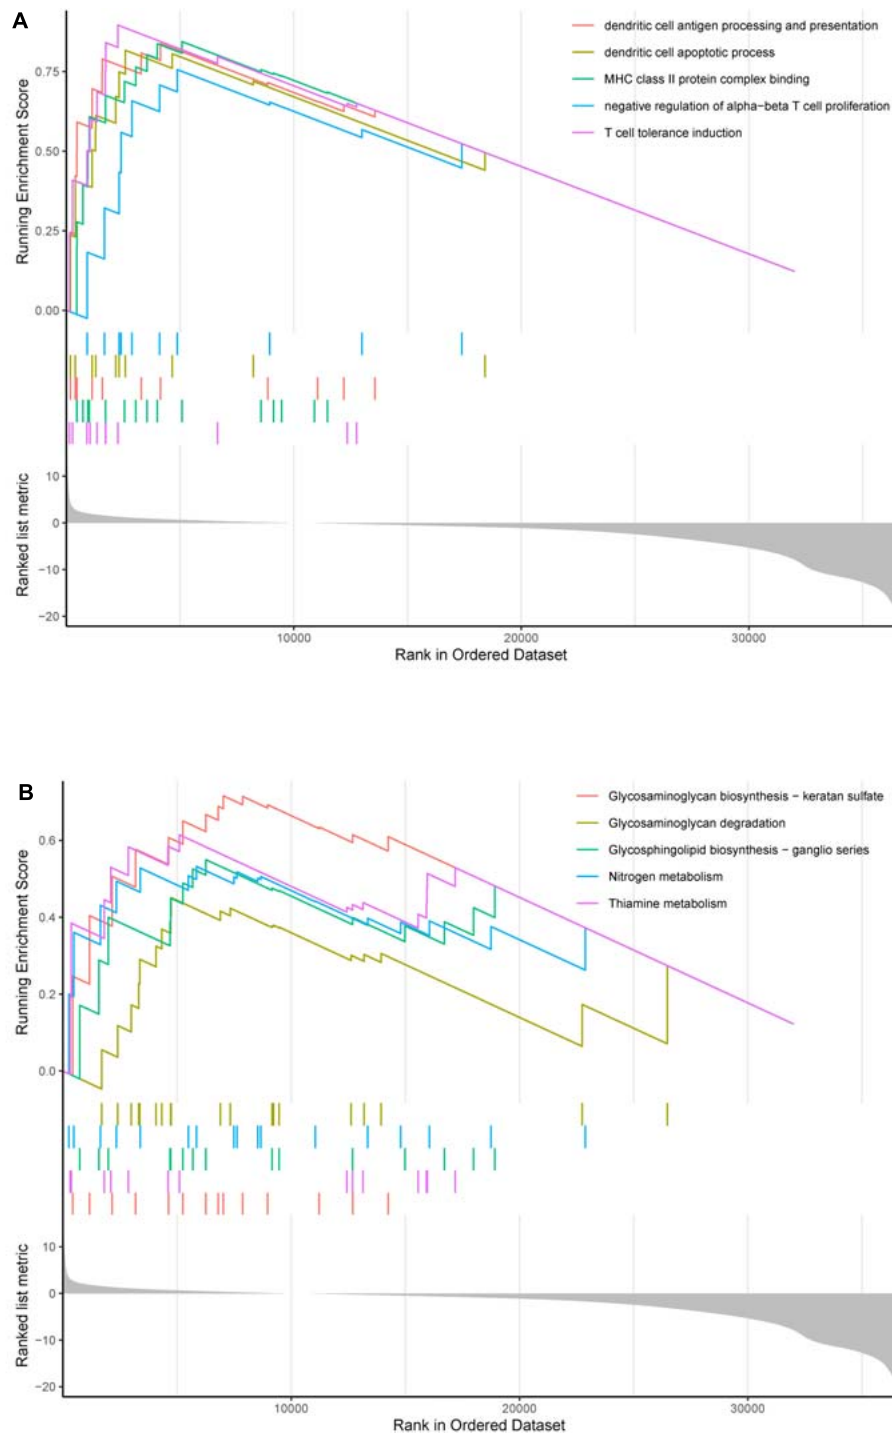 A
dendritic cell antigen processing and presentation
dendritic cell apoptotic process
MHC class II protein complex binding
negative regulation of alpha−beta T cell proliferation
T cell tolerance induction
Running Enrichment Score
0.75
0.50
0.25
0.00
Ranked list metric
10
0
−10
−20
10000 20000 30000
Rank in Ordered Dataset
B
Glycosaminoglycan biosynthesis − keratan sulfate
Glycosaminoglycan degradation
Glycosphingolipid biosynthesis − ganglio series
Nitrogen metabolism
Thiamine metabolism
Running Enrichment Score
0.6
0.4
0.2
0.0
Ranked list metric
10
0
−10
−20
10000 20000 30000
Rank in Ordered Dataset